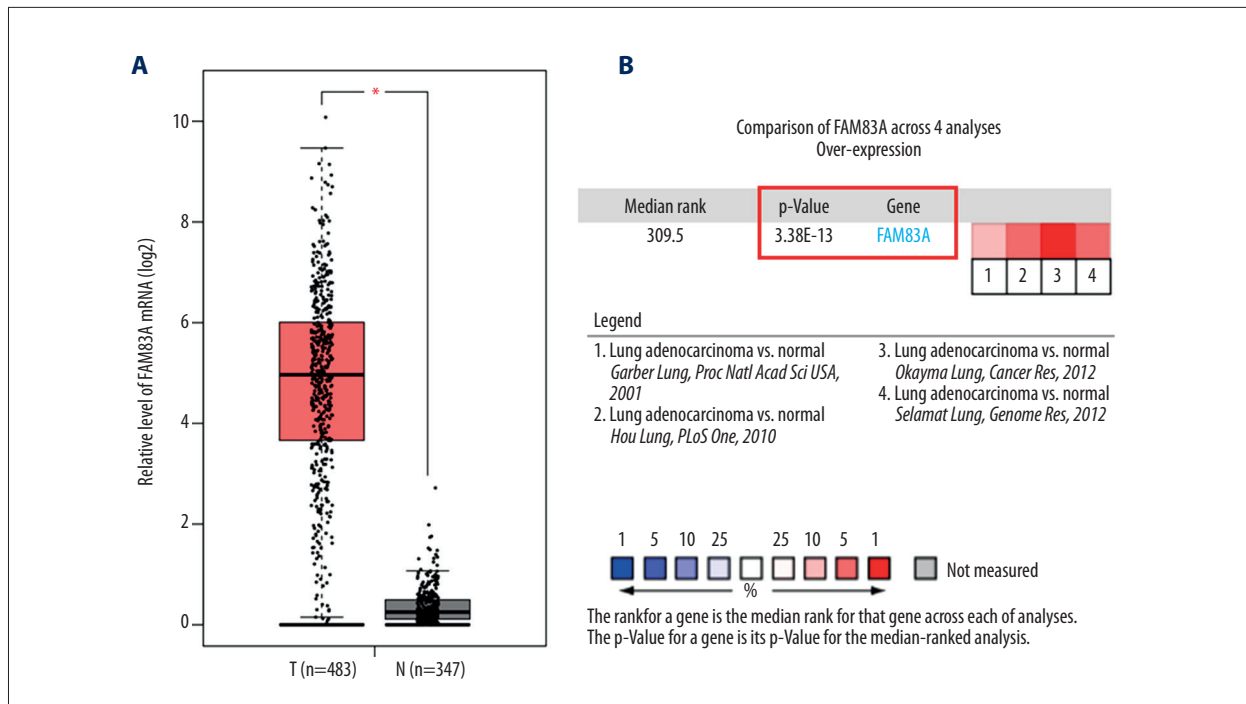 A
Relative level of FAM83A mRNA (log2)
10
8
6
4
2
0
*
T (n=483)
N (n=347)
B
Comparison of FAM83A across 4 analyses
Over-expression
Median rank p-Value Gene
309.5 3.38E-13 FAM83A
1 2 3 4
Legend
1. Lung adenocarcinoma vs. normal
Garber Lung, Proc Natl Acad Sci USA,
2001
2. Lung adenocarcinoma vs. normal
Hou Lung, PLoS One, 2010
3. Lung adenocarcinoma vs. normal
Okayma Lung, Cancer Res, 2012
4. Lung adenocarcinoma vs. normal
Selamat Lung, Genome Res, 2012
1 5 10 25 25 10 5 1
Not measured
%
The rankfor a gene is the median rank for that gene across each of analyses.
The p-Value for a gene is its p-Value for the median-ranked analysis.